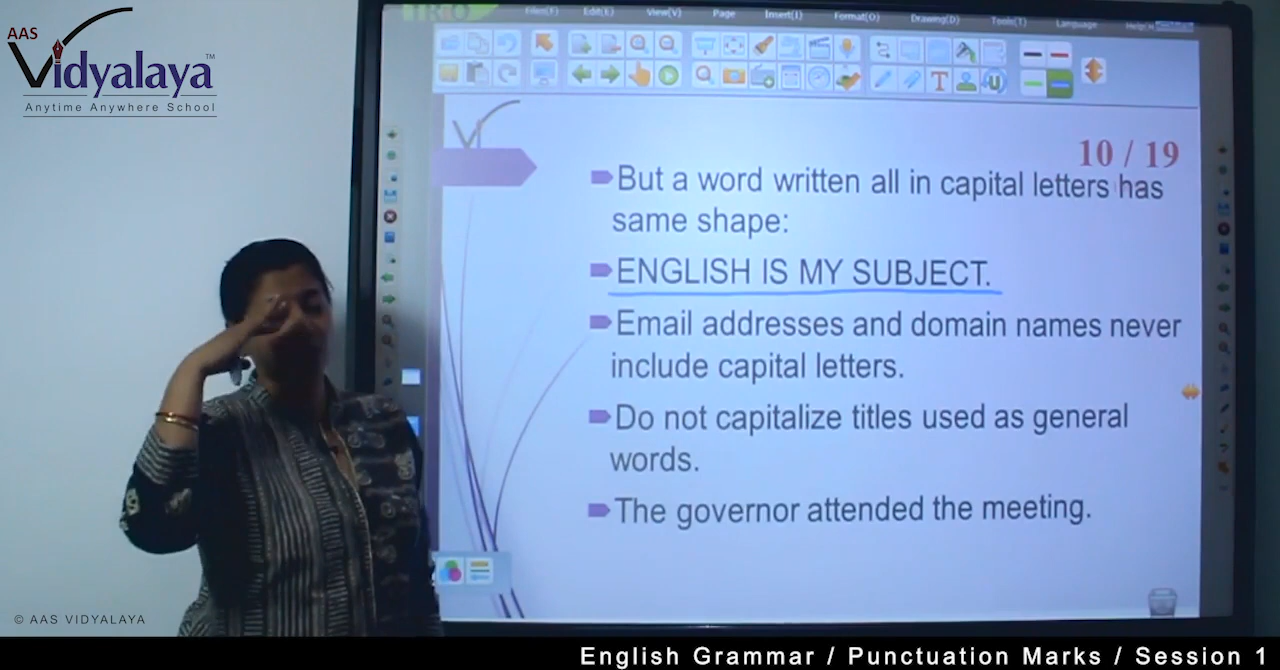 AAS
Vidyalaya™
Anytime Anywhere School
Files(F) Edit(E) View(V) Page Insert(I) Format(O) Drawing(D) Tools(T) Language
10 / 19
But a word written all in capital letters has
same shape:
ENGLISH IS MY SUBJECT.
Email addresses and domain names never
include capital letters.
Do not capitalize titles used as general
words.
The governor attended the meeting.
© AAS VIDYALAYA
English Grammar / Punctuation Marks / Session 1